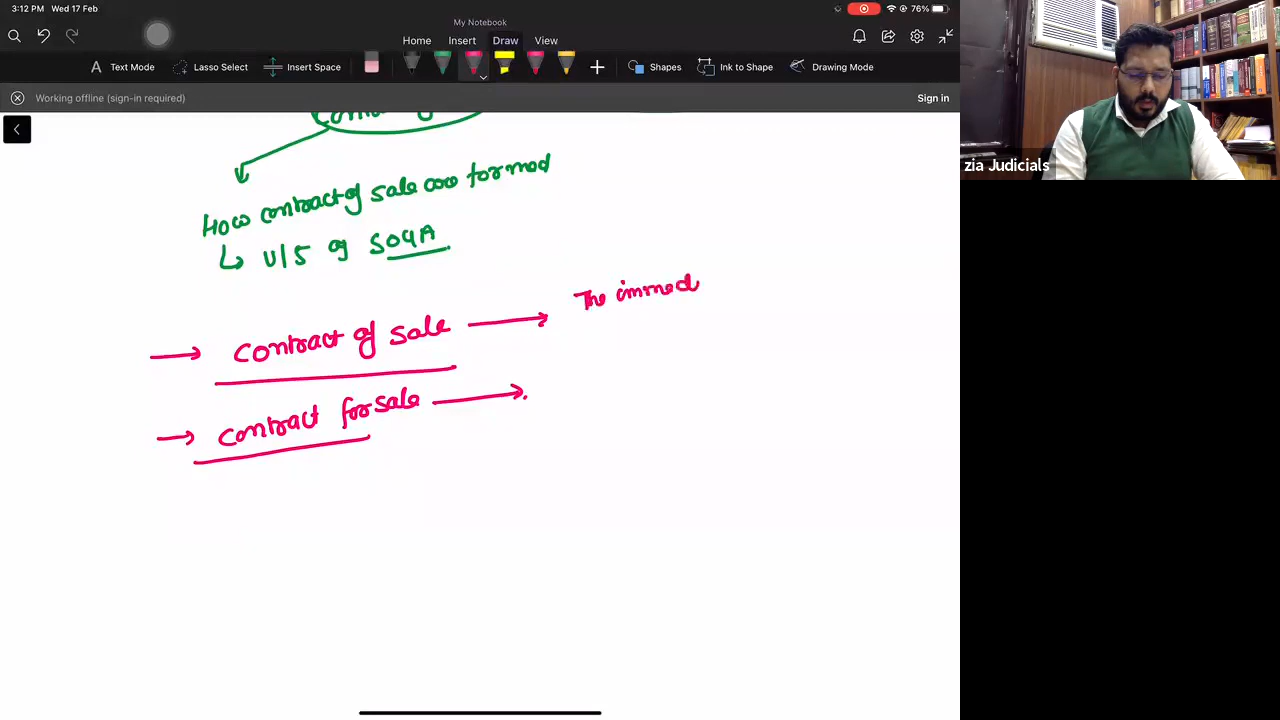 3:12 PM Wed 17 Feb
76%
My Notebook
Home Insert Draw View
Text Mode Lasso Select Insert Space Shapes Ink to Shape Drawing Mode
Working offline (sign-in required) Sign in
How contract of sale are formed
U/5 of SOGA
The immed
contract of sale
contract for sale
zia Judicials